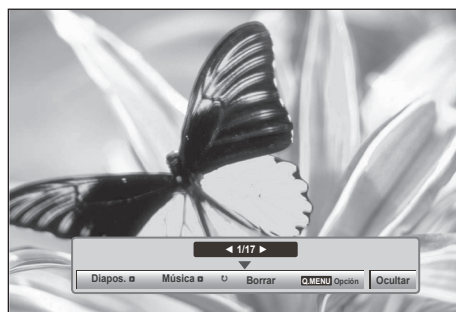 ◀ 1/17 ▶
Diapos. Música ↻ Borrar Q.MENU Opción Ocultar